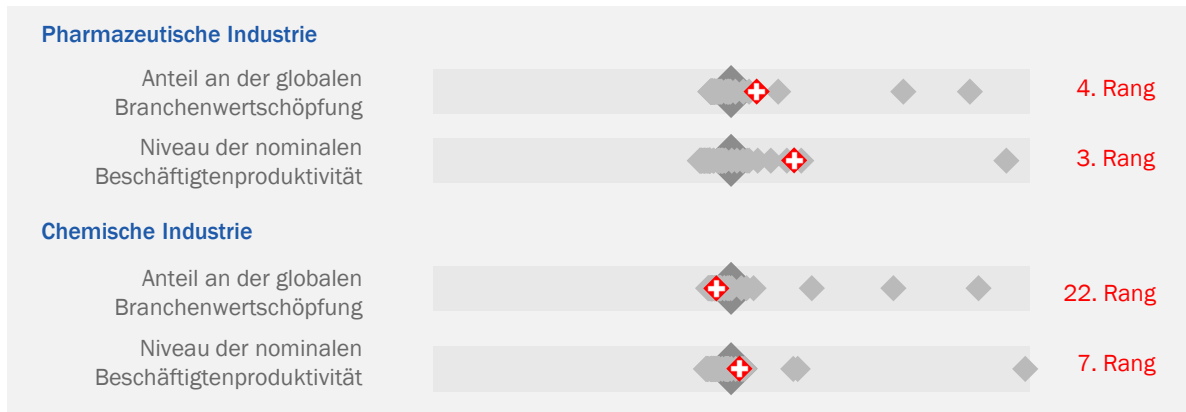 Pharmazeutische Industrie
Anteil an der globalen
Branchenwertschöpfung
4. Rang
Niveau der nominalen
Beschäftigtenproduktivität
3. Rang
Chemische Industrie
Anteil an der globalen
Branchenwertschöpfung
22. Rang
Niveau der nominalen
Beschäftigtenproduktivität
7. Rang